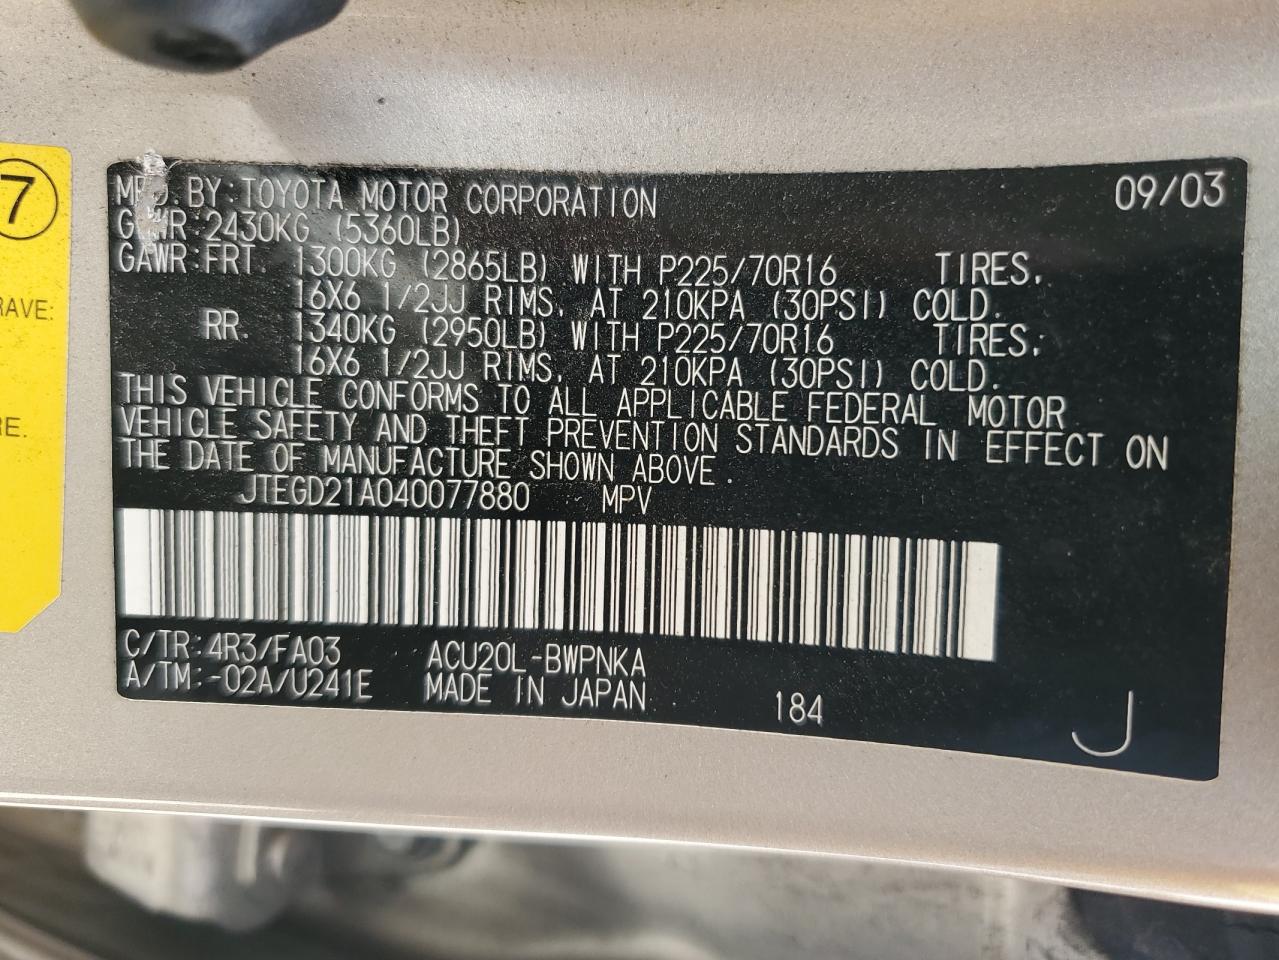 7
RAVE:
RE.
MFD. BY: TOYOTA MOTOR CORPORATION 09/03
GVWR: 2430KG (5360LB)
GAWR: FRT. 1300KG (2865LB) WITH P225/70R16 TIRES,
16X6 1/2JJ RIMS, AT 210KPA (30PSI) COLD.
RR. 1340KG (2950LB) WITH P225/70R16 TIRES,
16X6 1/2JJ RIMS, AT 210KPA (30PSI) COLD.
THIS VEHICLE CONFORMS TO ALL APPLICABLE FEDERAL MOTOR
VEHICLE SAFETY AND THEFT PREVENTION STANDARDS IN EFFECT ON
THE DATE OF MANUFACTURE SHOWN ABOVE.
JTEGD21A040077880 MPV
C/TR: 4R3/FA03 ACU20L-BWPNKA
A/TM: -02A/U241E MADE IN JAPAN 184 J